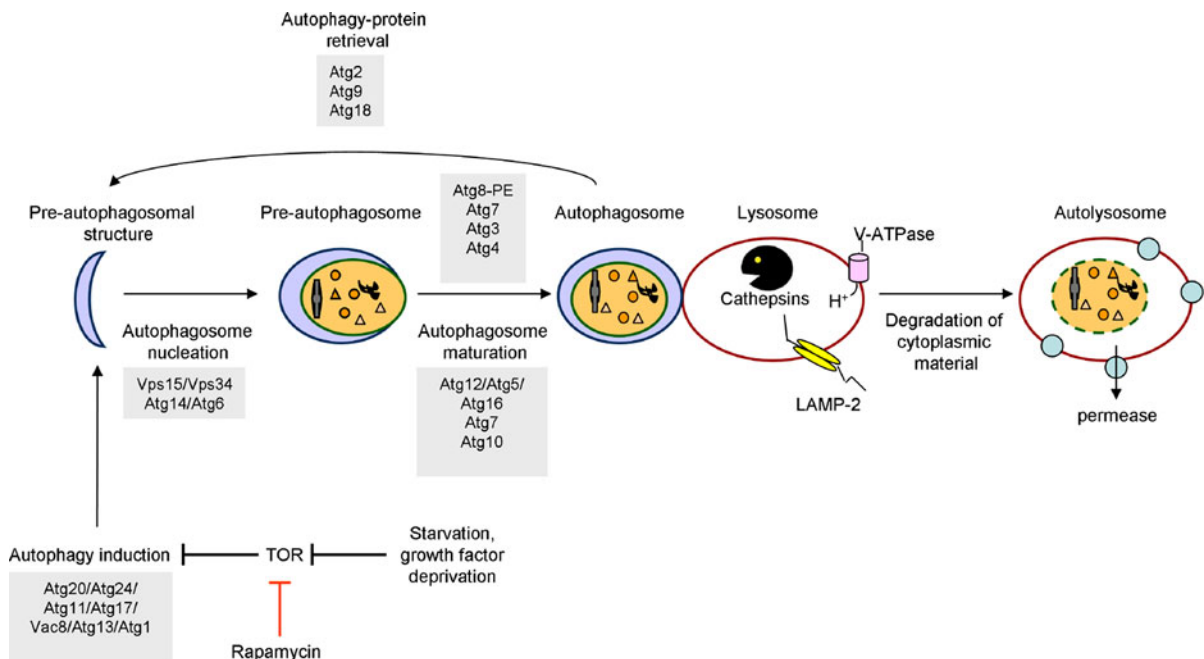 Autophagy-protein
retrieval
Atg2
Atg9
Atg18
Pre-autophagosomal
structure
Pre-autophagosome
Atg8-PE
Atg7
Atg3
Atg4
Autophagosome
Lysosome
V-ATPase
Autolysosome
Cathepsins
H⁺
Autophagosome
nucleation
Vps15/Vps34
Atg14/Atg6
Autophagosome
maturation
Atg12/Atg5/
Atg16
Atg7
Atg10
Degradation of
cytoplasmic
material
LAMP-2
permease
Autophagy induction
Atg20/Atg24/
Atg11/Atg17/
Vac8/Atg13/Atg1
TOR
Starvation,
growth factor
deprivation
Rapamycin